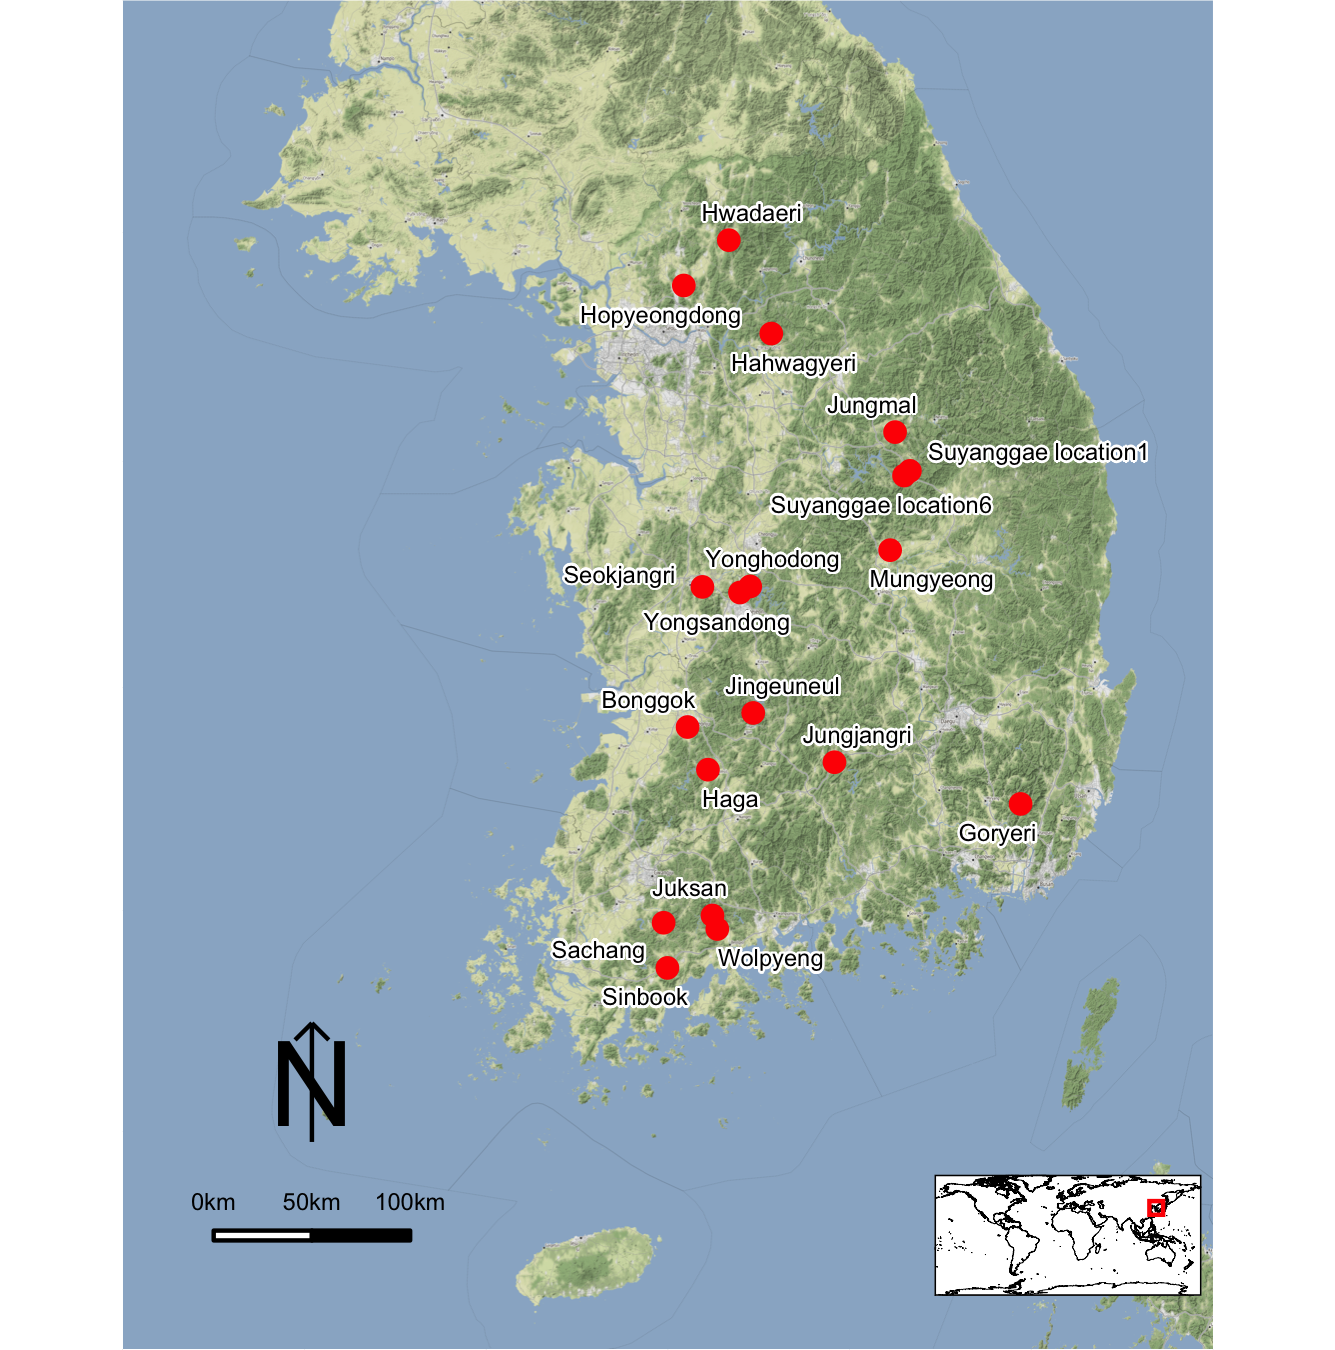 Hwadaeri
Hopyeongdong
Hahwagyeri
Jungmal
Suyanggae location1
Suyanggae location6
Yonghodong
Seokjangri
Mungyeong
Yongsandong
Jingeuneul
Bonggok
Jungjangri
Haga
Goryeri
Juksan
Sachang
Wolpyeng
Sinbook
N
0km 50km 100km